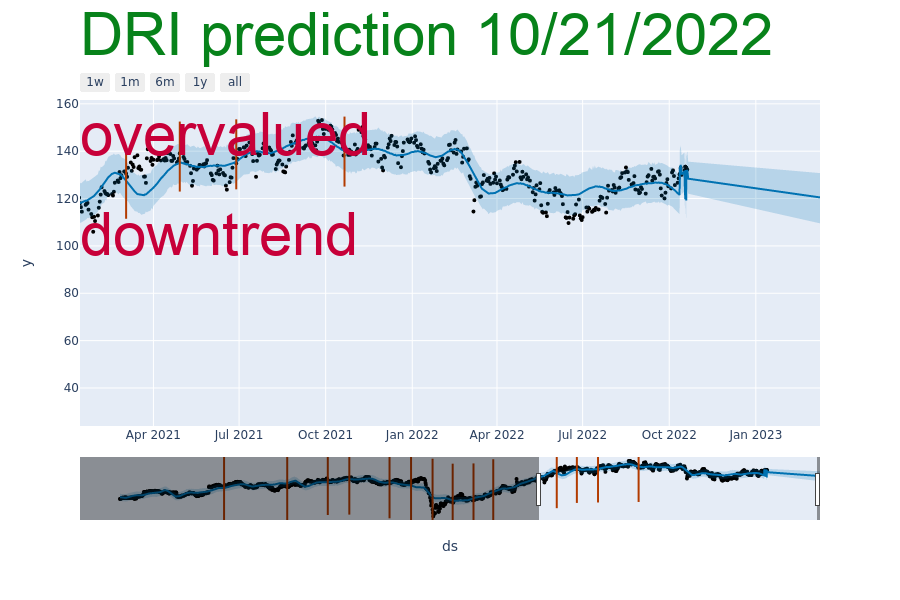 DRI prediction 10/21/2022
1w 1m 6m 1y all
160
overvalued
140
120
downtrend
100
y
80
60
40
Apr 2021 Jul 2021 Oct 2021 Jan 2022 Apr 2022 Jul 2022 Oct 2022 Jan 2023
ds